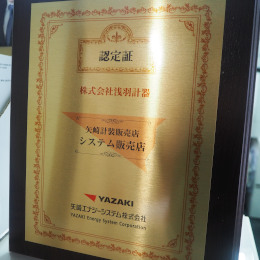 認定証
株式会社浅羽計器
矢崎計装販売店
システム販売店
YAZAKI
矢崎エナジーシステム株式会社
YAZAKI Energy System Corporation